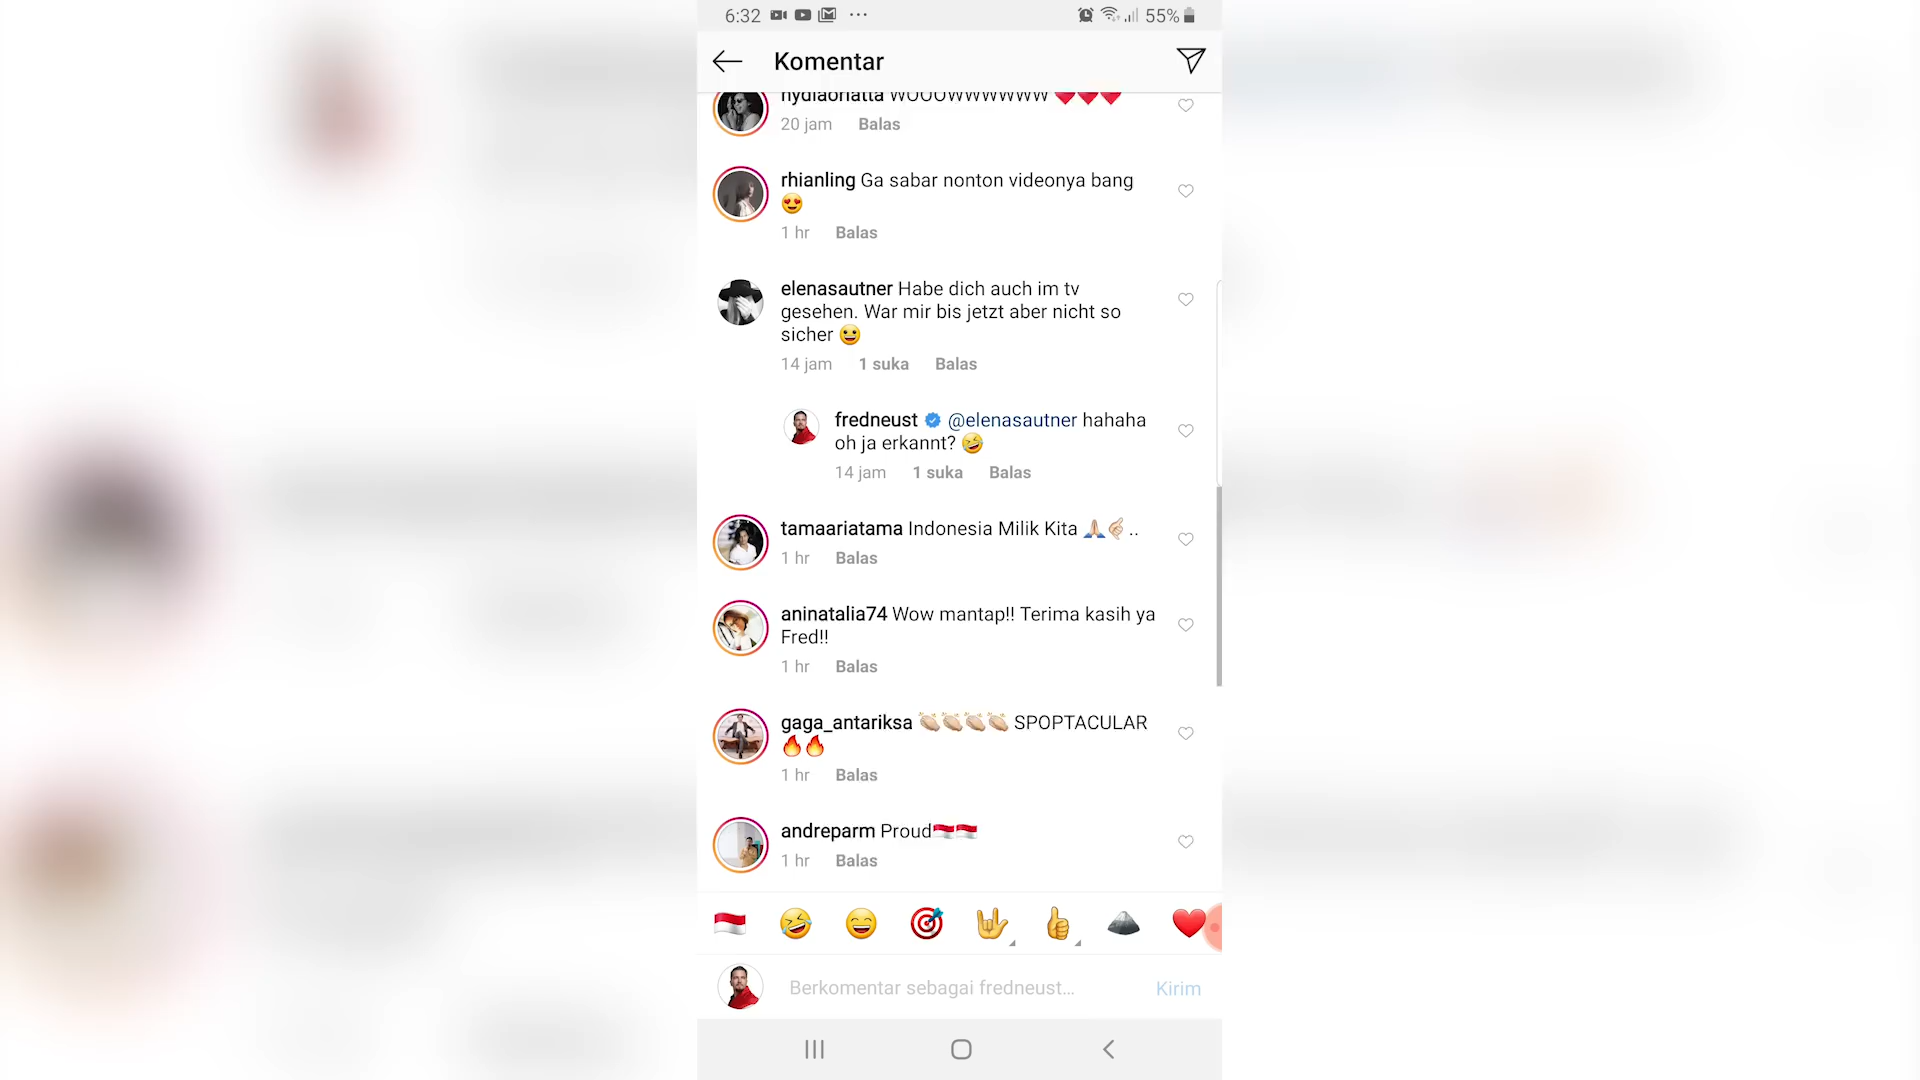 6:32 55%
Komentar
WOOOWWWWWW ❤️❤️❤️
20 jam Balas
rhianling Ga sabar nonton videonya bang
😍
1 hr Balas
elenasautner Habe dich auch im tv
gesehen. War mir bis jetzt aber nicht so
sicher 😀
14 jam 1 suka Balas
fredneust @elenasautner hahaha
oh ja erkannt? 🤣
14 jam 1 suka Balas
tamaariatama Indonesia Milik Kita 🙏🏻☝🏻..
1 hr Balas
aninatalia74 Wow mantap!! Terima kasih ya
Fred!!
1 hr Balas
gaga_antariksa 👏🏻👏🏻👏🏻👏🏻 SPOPTACULAR
🔥🔥
1 hr Balas
andreparm Proud🇮🇩🇮🇩
1 hr Balas
Berkomentar sebagai fredneust... Kirim